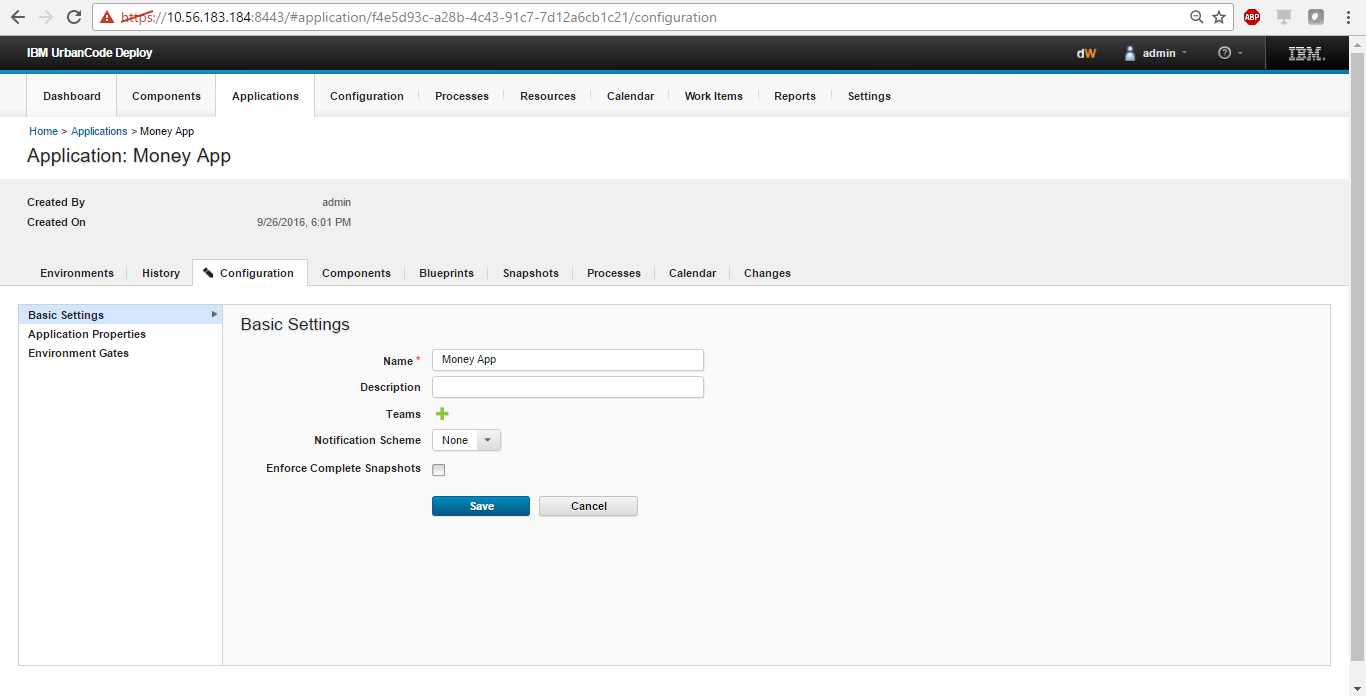 https://10.56.183.184:8443/#application/f4e5d93c-a28b-4c43-91c7-7d12a6cb1c21/configuration ABP
IBM UrbanCode Deploy dW admin ? IBM.
Dashboard Components Applications Configuration Processes Resources Calendar Work Items Reports Settings
Home > Applications > Money App
Application: Money App
Created By admin
Created On 9/26/2016, 6:01 PM
Environments History Configuration Components Blueprints Snapshots Processes Calendar Changes
Basic Settings
Application Properties
Environment Gates
Basic Settings
Name * Money App
Description
Teams
Notification Scheme None
Enforce Complete Snapshots
Save Cancel